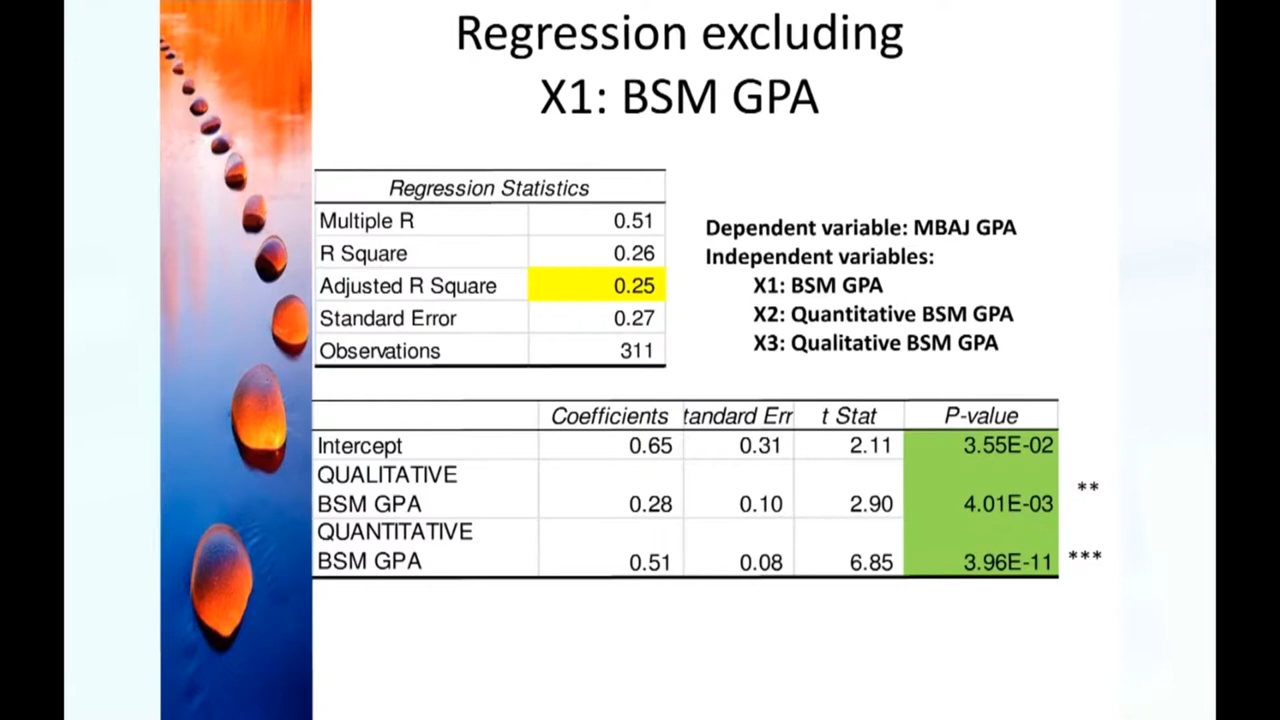 Regression excluding
X1: BSM GPA
Regression Statistics
Multiple R 0.51
R Square 0.26
Adjusted R Square 0.25
Standard Error 0.27
Observations 311
Dependent variable: MBAJ GPA
Independent variables:
X1: BSM GPA
X2: Quantitative BSM GPA
X3: Qualitative BSM GPA
Coefficients tandard Err t Stat P-value
Intercept 0.65 0.31 2.11 3.55E-02
QUALITATIVE
BSM GPA 0.28 0.10 2.90 4.01E-03 **
QUANTITATIVE
BSM GPA 0.51 0.08 6.85 3.96E-11 ***